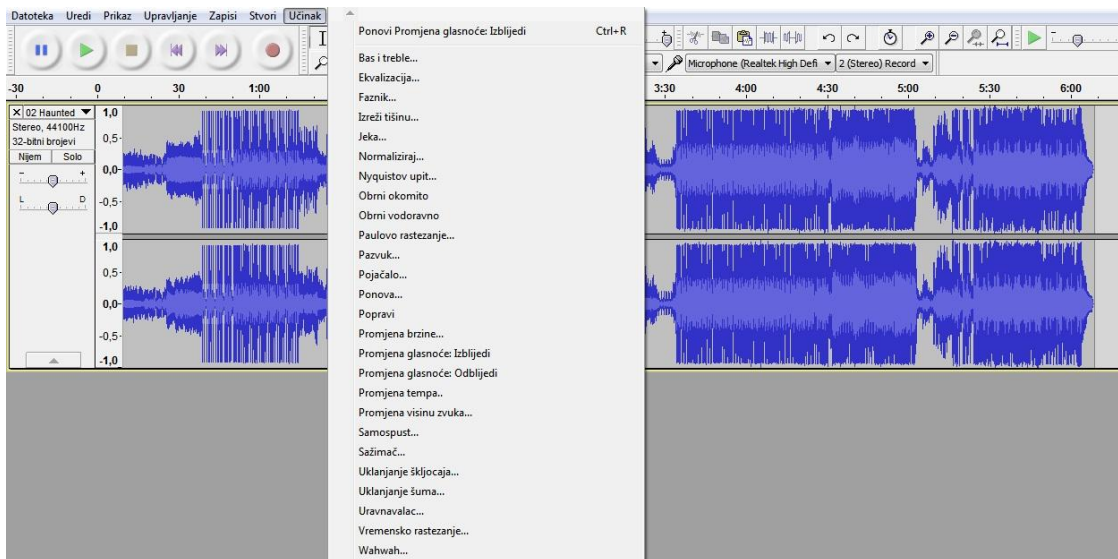 Datoteka Uredi Prikaz Upravljanje Zapisi Stvori Učinak
Ponovi Promjena glasnoće: Izblijedi Ctrl+R
Bas i treble...
Ekvalizacija...
Faznik...
Izreži tišinu...
Jeka...
Normaliziraj...
Nyquistov upit...
Obrni okomito
Obrni vodoravno
Paulovo rastezanje...
Pazvuk...
Pojačalo...
Ponova...
Popravi
Promjena brzine...
Promjena glasnoće: Izblijedi
Promjena glasnoće: Odblijedi
Promjena tempa..
Promjena visinu zvuka...
Samospust...
Sažimač...
Uklanjanje škljocaja...
Uklanjanje šuma...
Uravnavalac...
Vremensko rastezanje...
Wahwah...
Microphone (Realtek High Defi 2 (Stereo) Record
-30 0 30 1:00 3:30 4:00 4:30 5:00 5:30 6:00
X 02 Haunted
Stereo, 44100Hz
32-bitni brojevi
Nijem Solo
- +
L D
1,0
0,5
0,0
-0,5
-1,0
1,0
0,5
0,0
-0,5
-1,0